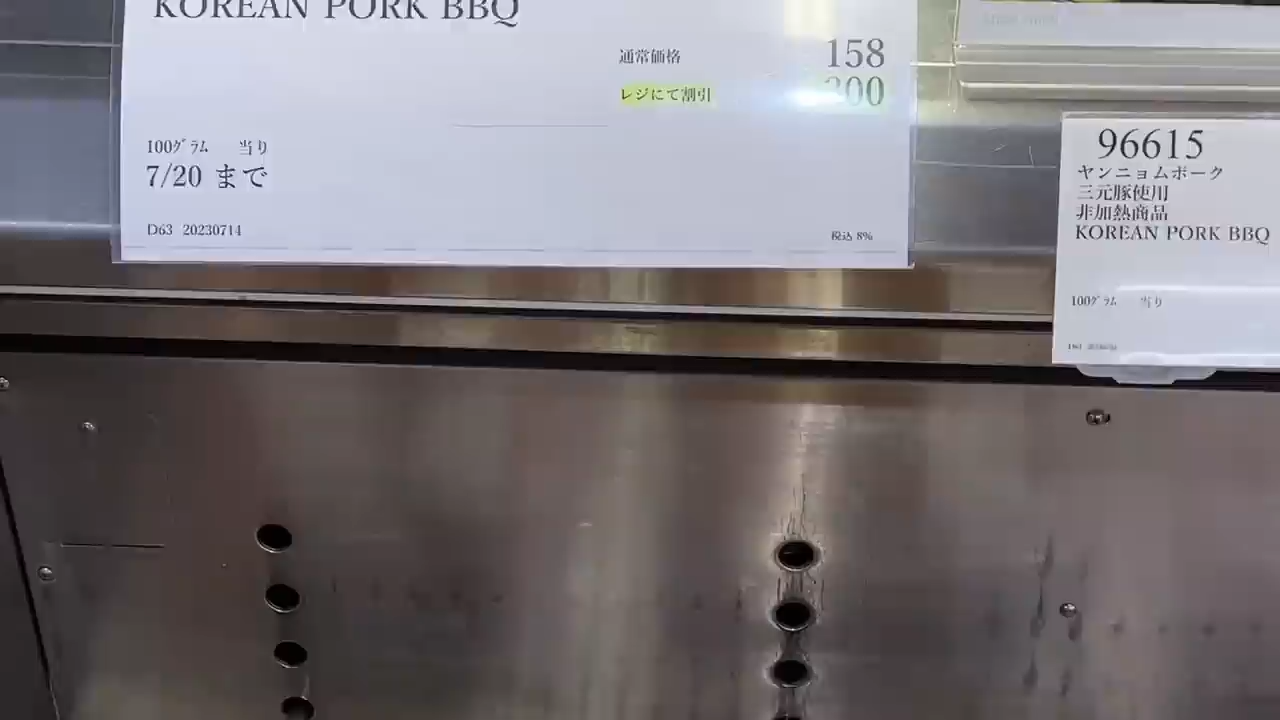 KOREAN PORK BBQ
通常価格 158
レジにて割引 300
100グラム 当り
7/20 まで
D63 20230714
税込 8%
96615
ヤンニョムポーク
三元豚使用
非加熱商品
KOREAN PORK BBQ
100グラム 当り